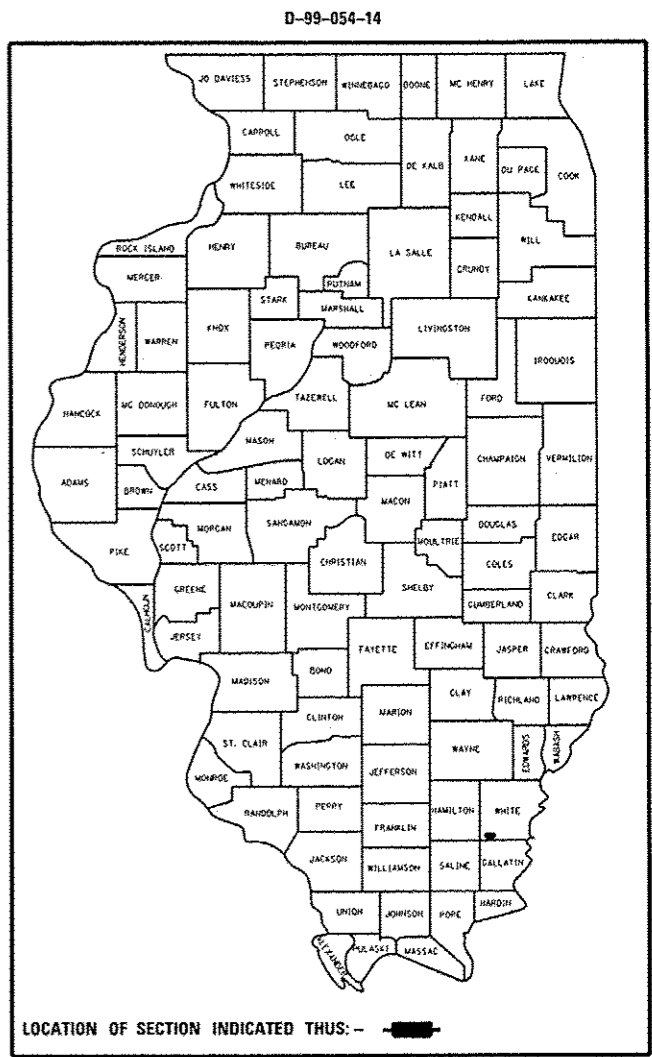 D-99-054-14
JO DAVIESS STEPHENSON WINNEBAGO BOONE MC HENRY LAKE
CARROLL OGLE
DE KALB KANE DU PAGE COOK
WHITESIDE LEE
KENDALL
WILL
ROCK ISLAND HENRY BUREAU LA SALLE
GRUNDY
MERCER
PUTNAM
KANKAKEE
STARK
MARSHALL
HENDERSON WARREN KNOX LIVINGSTON
PEORIA WOODFORD
IROQUOIS
HANCOCK MC DONOUGH FULTON TAZEWELL MC LEAN FORD
MASON
SCHUYLER LOGAN DE WITT CHAMPAIGN VERMILION
ADAMS BROWN CASS MENARD PIATT
MACON
MORGAN SANGAMON DOUGLAS
PIKE SCOTT MOULTRIE EDGAR
CHRISTIAN COLES
GREENE SHELBY
CALHOUN MACOUPIN MONTGOMERY CUMBERLAND CLARK
JERSEY
FAYETTE EFFINGHAM JASPER CRAWFORD
MADISON BOND
CLAY RICHLAND LAWRENCE
CLINTON MARION
ST. CLAIR WAYNE EDWARDS WABASH
WASHINGTON JEFFERSON
MONROE
RANDOLPH PERRY HAMILTON WHITE
FRANKLIN
JACKSON WILLIAMSON SALINE GALLATIN
UNION JOHNSON POPE HARDIN
ALEXANDER PULASKI MASSAC
LOCATION OF SECTION INDICATED THUS: -